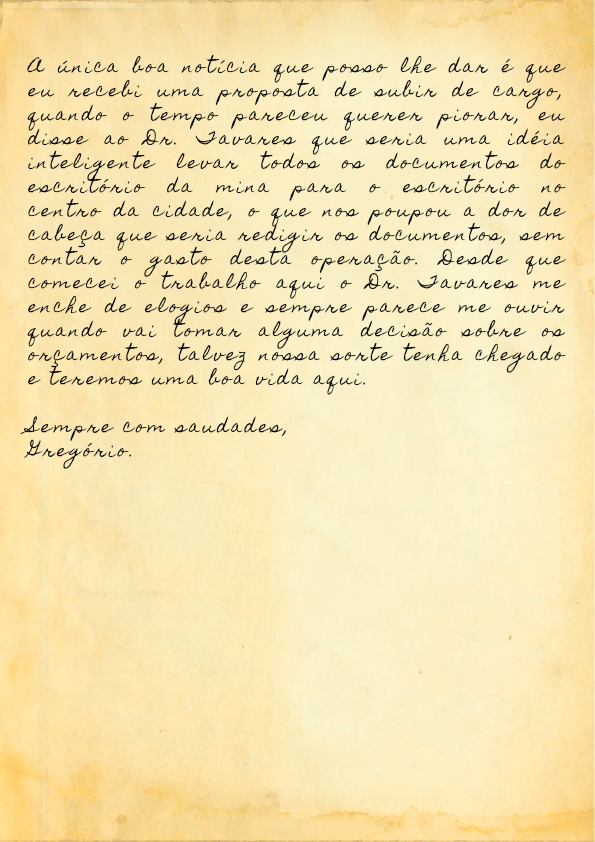 A única boa notícia que posso lhe dar é que
eu recebi uma proposta de subir de cargo,
quando o tempo pareceu querer piorar, eu
disse ao Dr. Tavares que seria uma idéia
inteligente levar todos os documentos do
escritório da mina para o escritório no
centro da cidade, o que nos poupou a dor de
cabeça que seria redigir os documentos, sem
contar o gasto desta operação. Desde que
comecei o trabalho aqui o Dr. Tavares me
enche de elogios e sempre parece me ouvir
quando vai tomar alguma decisão sobre os
orçamentos, talvez nossa sorte tenha chegado
e teremos uma boa vida aqui.
Sempre com saudades,
Gregório.